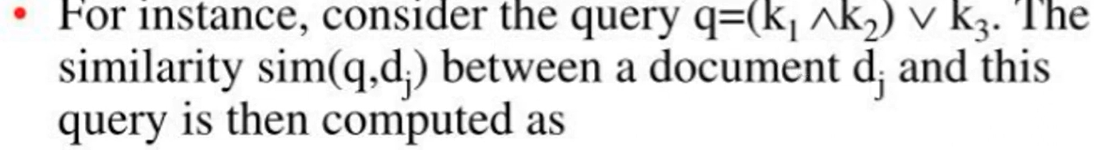 • For instance, consider the query q=(k₁ ∧k₂) ∨ k₃. The
similarity sim(q,dⱼ) between a document dⱼ and this
query is then computed as